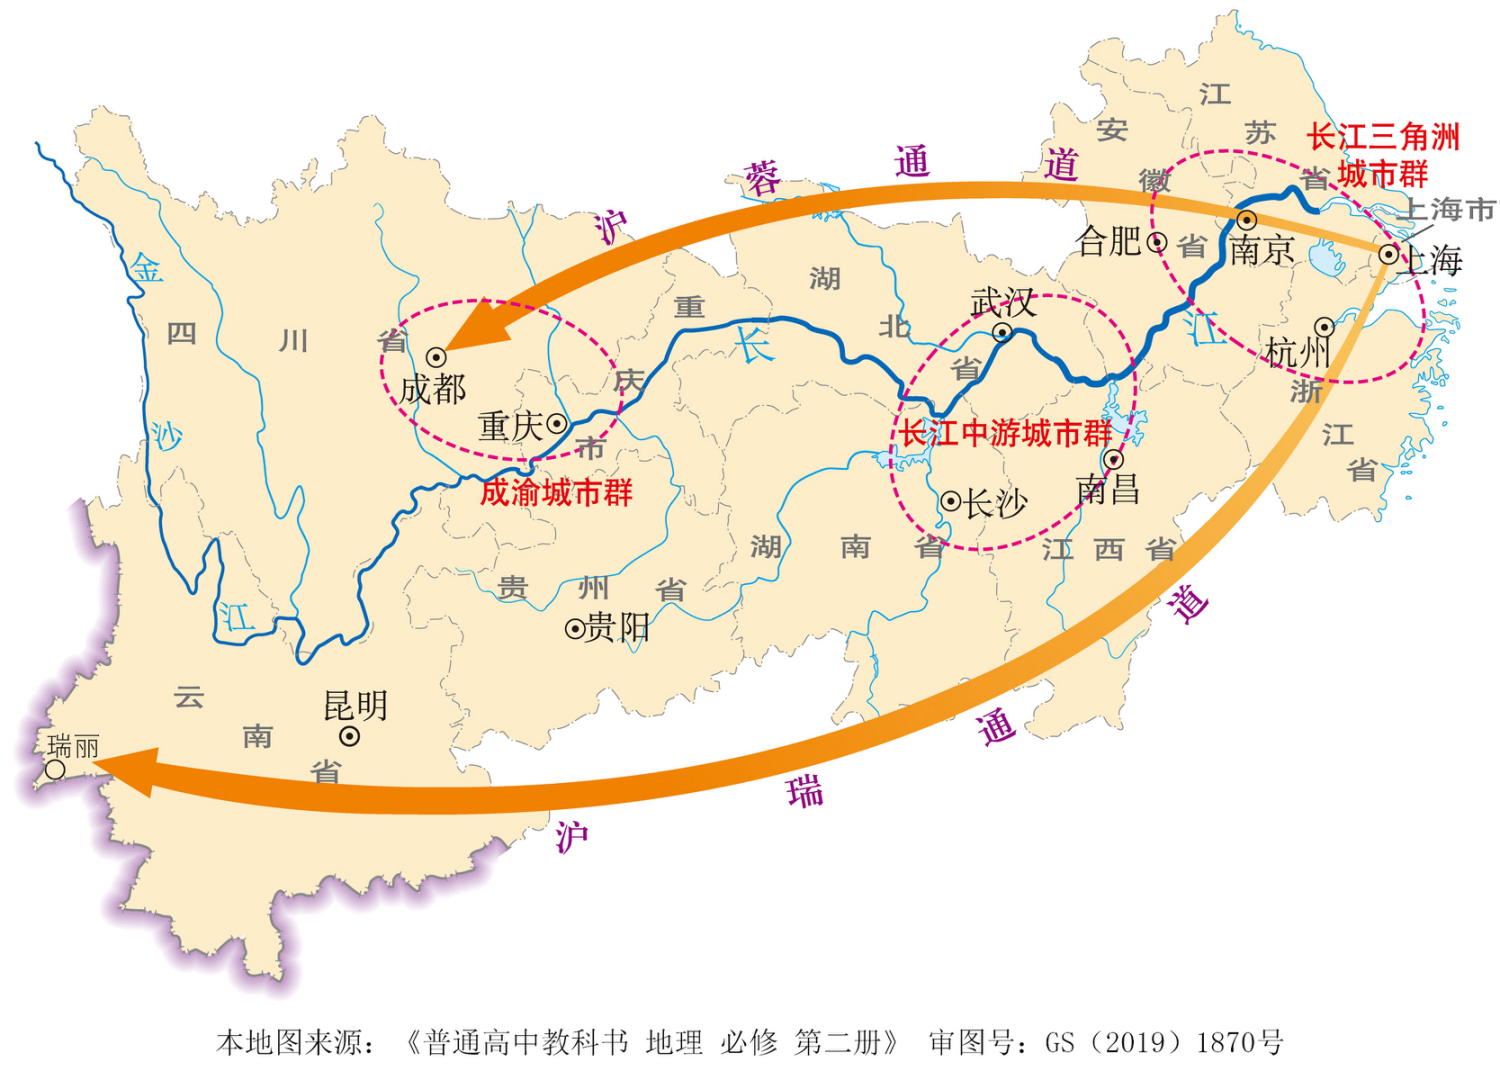 江苏省
安徽省
长江三角洲
城市群
上海市
上海
南京
合肥
杭州
浙江省
沪蓉通道
金沙江
四川省
成都
重庆
重庆市
成渝城市群
长江
湖北省
武汉
长江中游城市群
长沙
南昌
湖南省
江西省
贵州省
贵阳
云南省
昆明
瑞丽
沪瑞通道
本地图来源：《普通高中教科书 地理 必修 第二册》 审图号：GS（2019）1870号